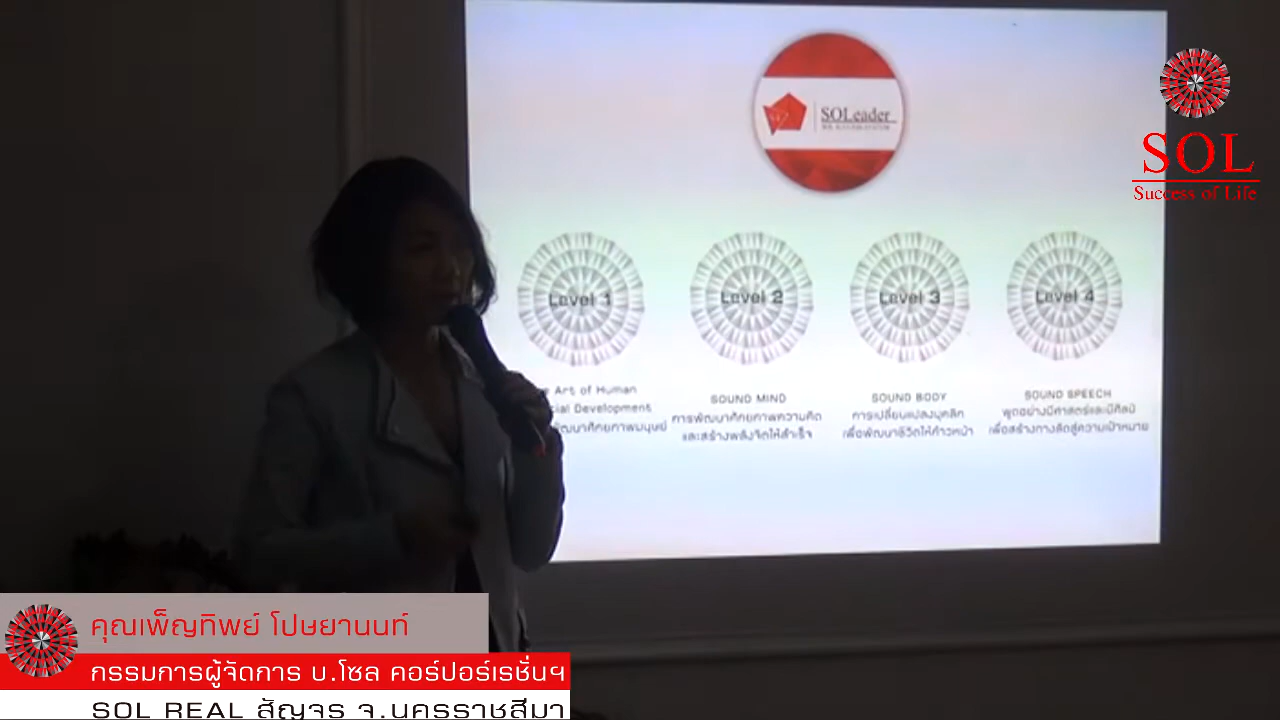 SOLeader
SOL
Success of Life
Level 1
Level 2
Level 3
Level 4
Art of Human
Development
SOUND MIND
การพัฒนาศักยภาพความคิด
และสร้างพลังจิตให้สำเร็จ
SOUND BODY
การเปลี่ยนแปลงบุคลิก
เพื่อพัฒนาชีวิตให้ก้าวหน้า
SOUND SPEECH
พูดอย่างมีศาสตร์และมีศิลป์
เพื่อสร้างทางลัดสู่ความเป้าหมาย
คุณเพ็ญทิพย์ โปษยานนท์
กรรมการผู้จัดการ บ.โซล คอร์ปอร์เรชั่นฯ
SOL REAL สัญจร จ.นครราชสีมา